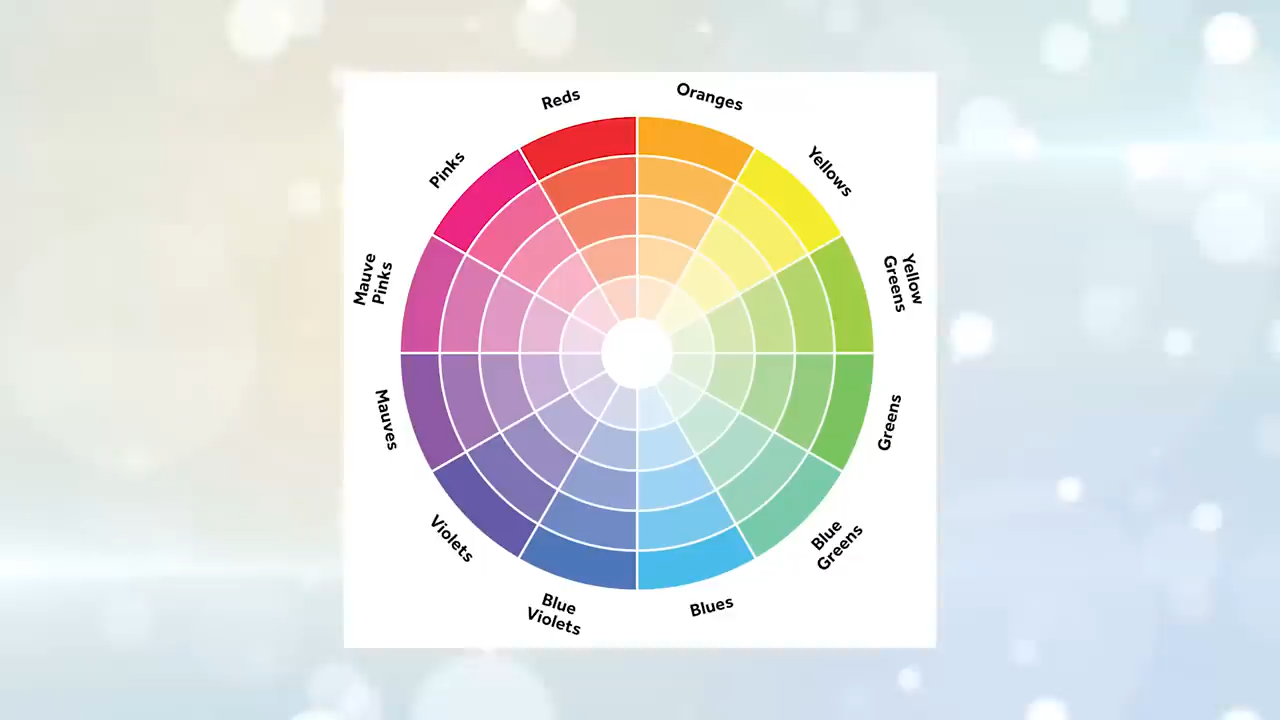 Reds
Oranges
Pinks
Yellows
Mauve
Pinks
Yellow
Greens
Mauves
Greens
Violets
Blue
Greens
Blue
Violets
Blues